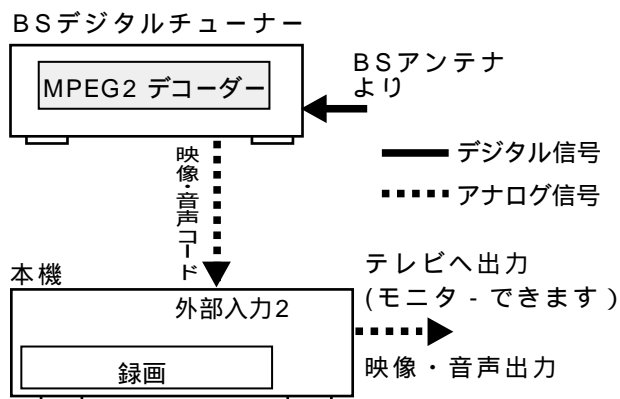 BSデジタルチューナー
MPEG2 デコーダー
BSアンテナ
より
デジタル信号
アナログ信号
映像・音声コード
本機
外部入力2
録画
テレビへ出力
(モニタ - できます)
映像・音声出力